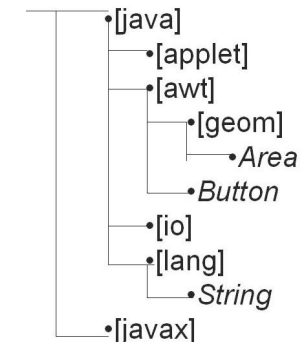 [java]
[applet]
[awt]
[geom]
Area
Button
[io]
[lang]
String
[javax]